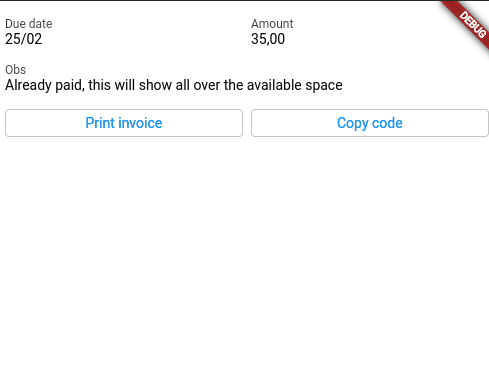 Due date
Amount
25/02
35,00
Obs
Already paid, this will show all over the available space
Print invoice
Copy code
DEBUG